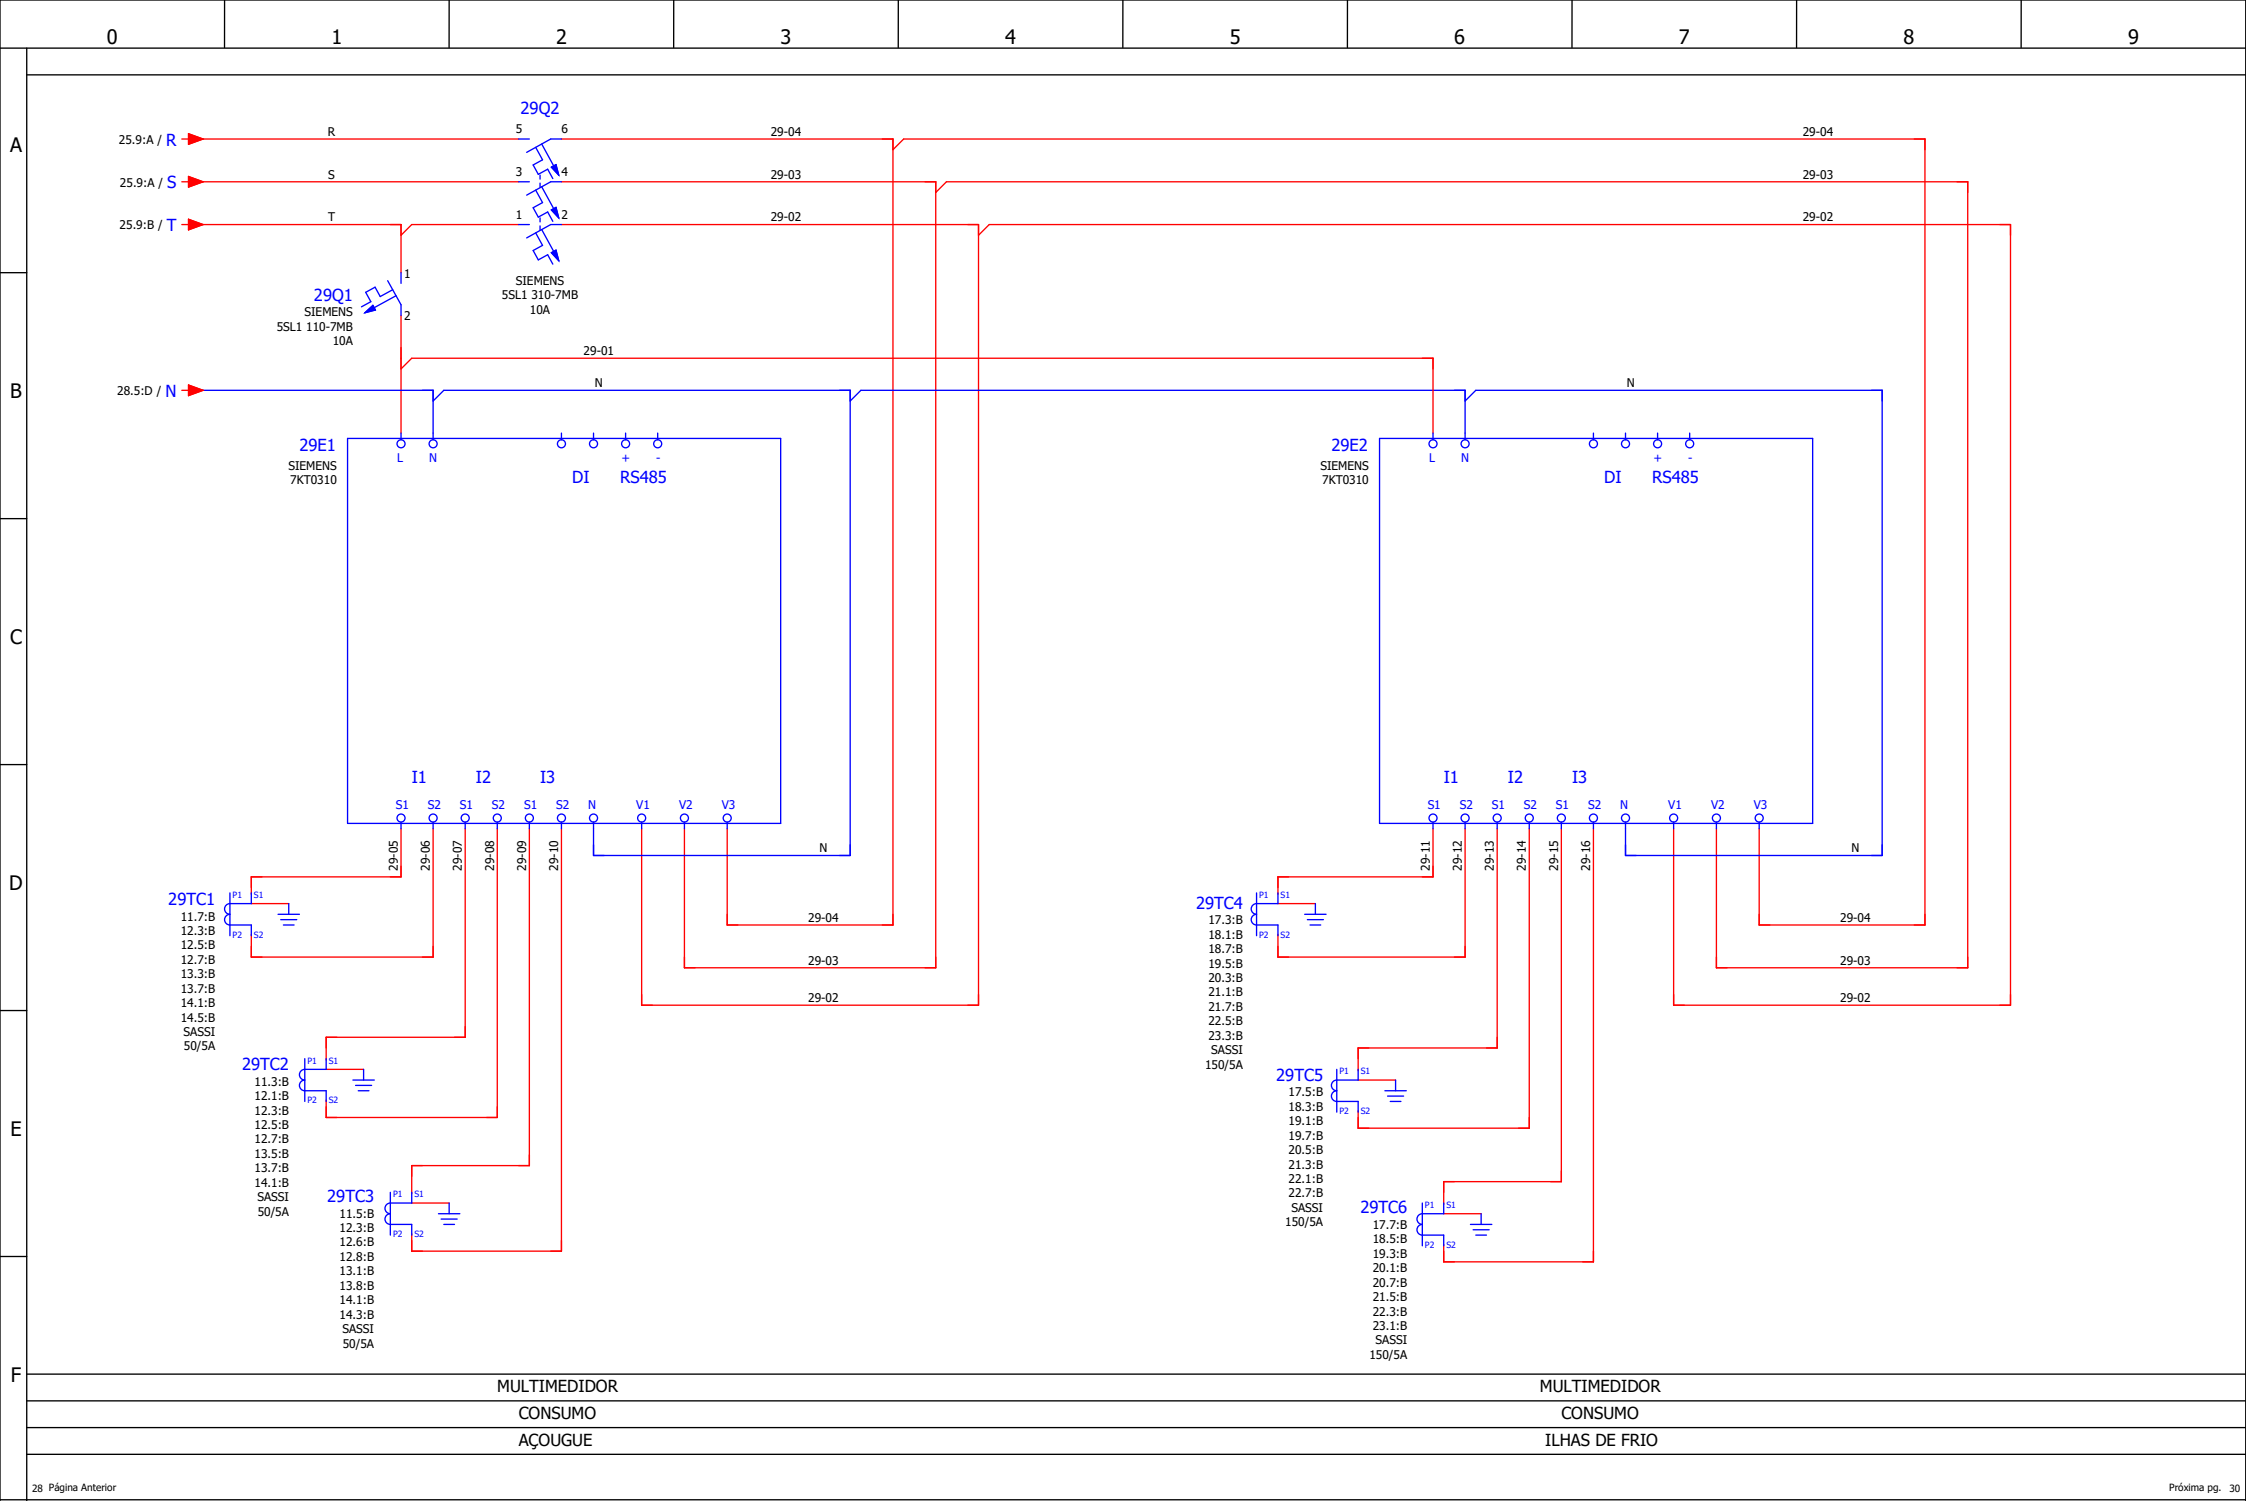 0 1 2 3 4 5 6 7 8 9
A
B
C
D
E
F
29Q2
25.9:A / R
R
5 6
29-04
29-04
25.9:A / S
S
3 4
29-03
29-03
25.9:B / T
T
1 2
29-02
29-02
SIEMENS
5SL1 310-7MB
10A
1
29Q1
SIEMENS
5SL1 110-7MB
10A
2
29-01
28.5:D / N
N
N
29E1
SIEMENS
7KT0310
L N + -
DI RS485
I1 I2 I3
S1 S2 S1 S2 S1 S2 N V1 V2 V3
29-05
29-06
29-07
29-08
29-09
29-10
N
29-04
29-03
29-02
29TC1
11.7:B
12.3:B
12.5:B
12.7:B
13.3:B
13.7:B
14.1:B
14.5:B
SASSI
50/5A
P1 S1
P2 S2
29TC2
11.3:B
12.1:B
12.3:B
12.5:B
12.7:B
13.5:B
13.7:B
14.1:B
SASSI
50/5A
P1 S1
P2 S2
29TC3
11.5:B
12.3:B
12.6:B
12.8:B
13.1:B
13.8:B
14.1:B
14.3:B
SASSI
50/5A
P1 S1
P2 S2
29E2
SIEMENS
7KT0310
L N + -
DI RS485
I1 I2 I3
S1 S2 S1 S2 S1 S2 N V1 V2 V3
29-11
29-12
29-13
29-14
29-15
29-16
N
29-04
29-03
29-02
29TC4
17.3:B
18.1:B
18.7:B
19.5:B
20.3:B
21.1:B
21.7:B
22.5:B
23.3:B
SASSI
150/5A
P1 S1
P2 S2
29TC5
17.5:B
18.3:B
19.1:B
19.7:B
20.5:B
21.3:B
22.1:B
22.7:B
SASSI
150/5A
P1 S1
P2 S2
29TC6
17.7:B
18.5:B
19.3:B
20.1:B
20.7:B
21.5:B
22.3:B
23.1:B
SASSI
150/5A
P1 S1
P2 S2
MULTIMEDIDOR MULTIMEDIDOR
CONSUMO CONSUMO
AÇOUGUE ILHAS DE FRIO
28 Página Anterior
Próxima pg. 30